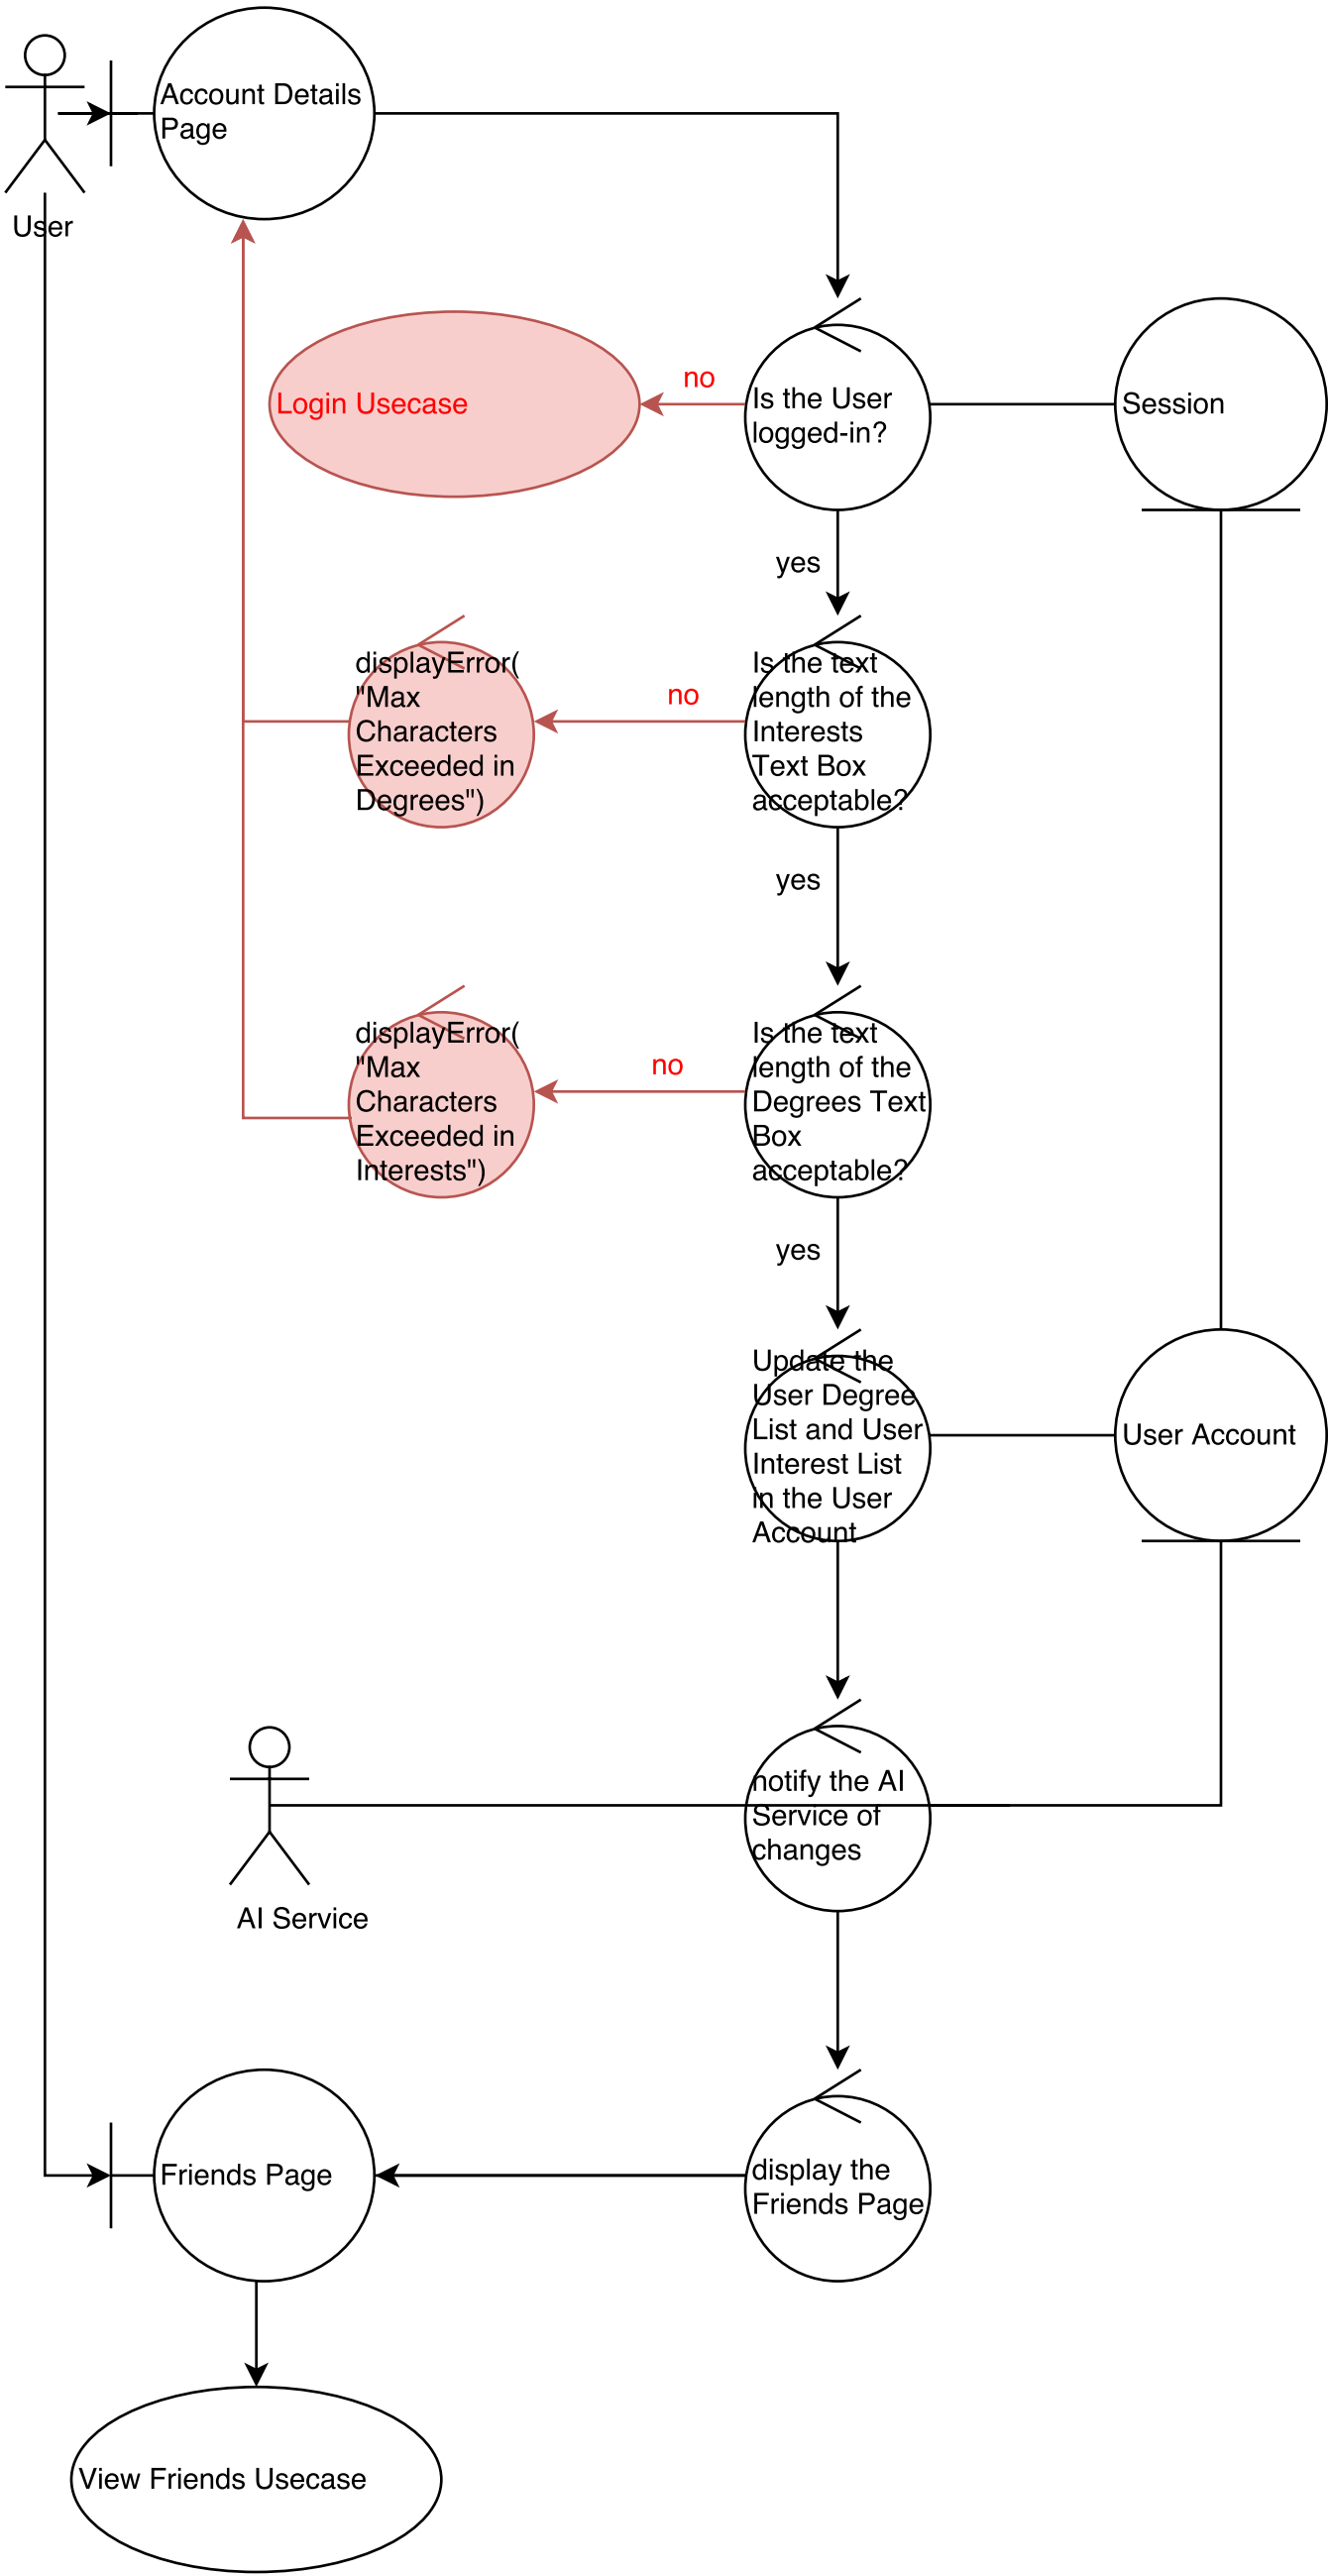 Account Details
Page
User
no
Login Usecase
Is the User
logged-in?
Session
yes
displayError(
"Max
Characters
Exceeded in
Degrees")
no
Is the text
length of the
Interests
Text Box
acceptable?
yes
displayError(
"Max
Characters
Exceeded in
Interests")
no
Is the text
length of the
Degrees Text
Box
acceptable?
yes
Update the
User Degree
List and User
Interest List
in the User
Account
User Account
notify the AI
Service of
changes
AI Service
Friends Page
display the
Friends Page
View Friends Usecase